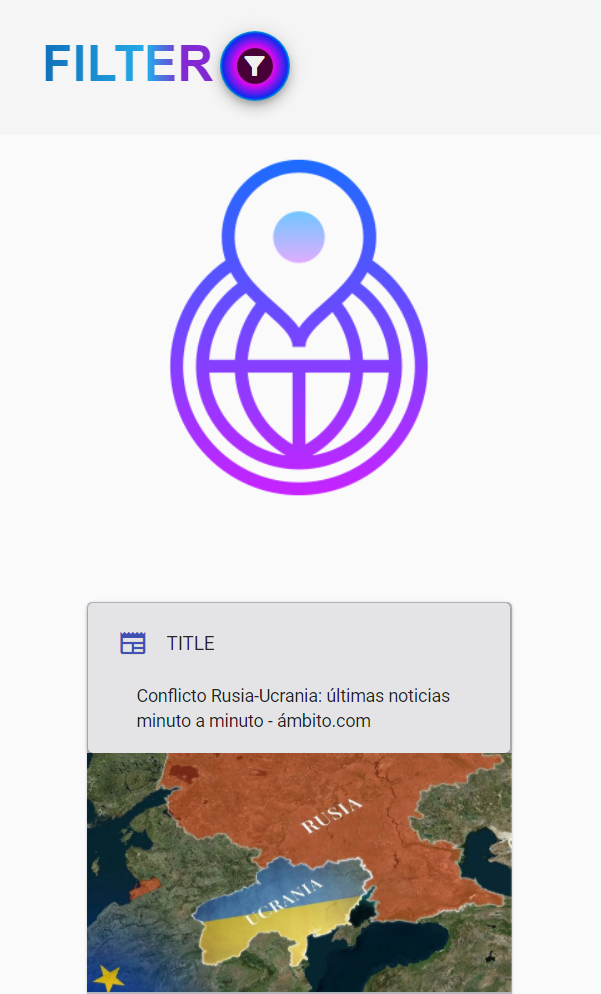 FILTER
TITLE
Conflicto Rusia-Ucrania: últimas noticias
minuto a minuto - ámbito.com
RUSIA
UCRANIA